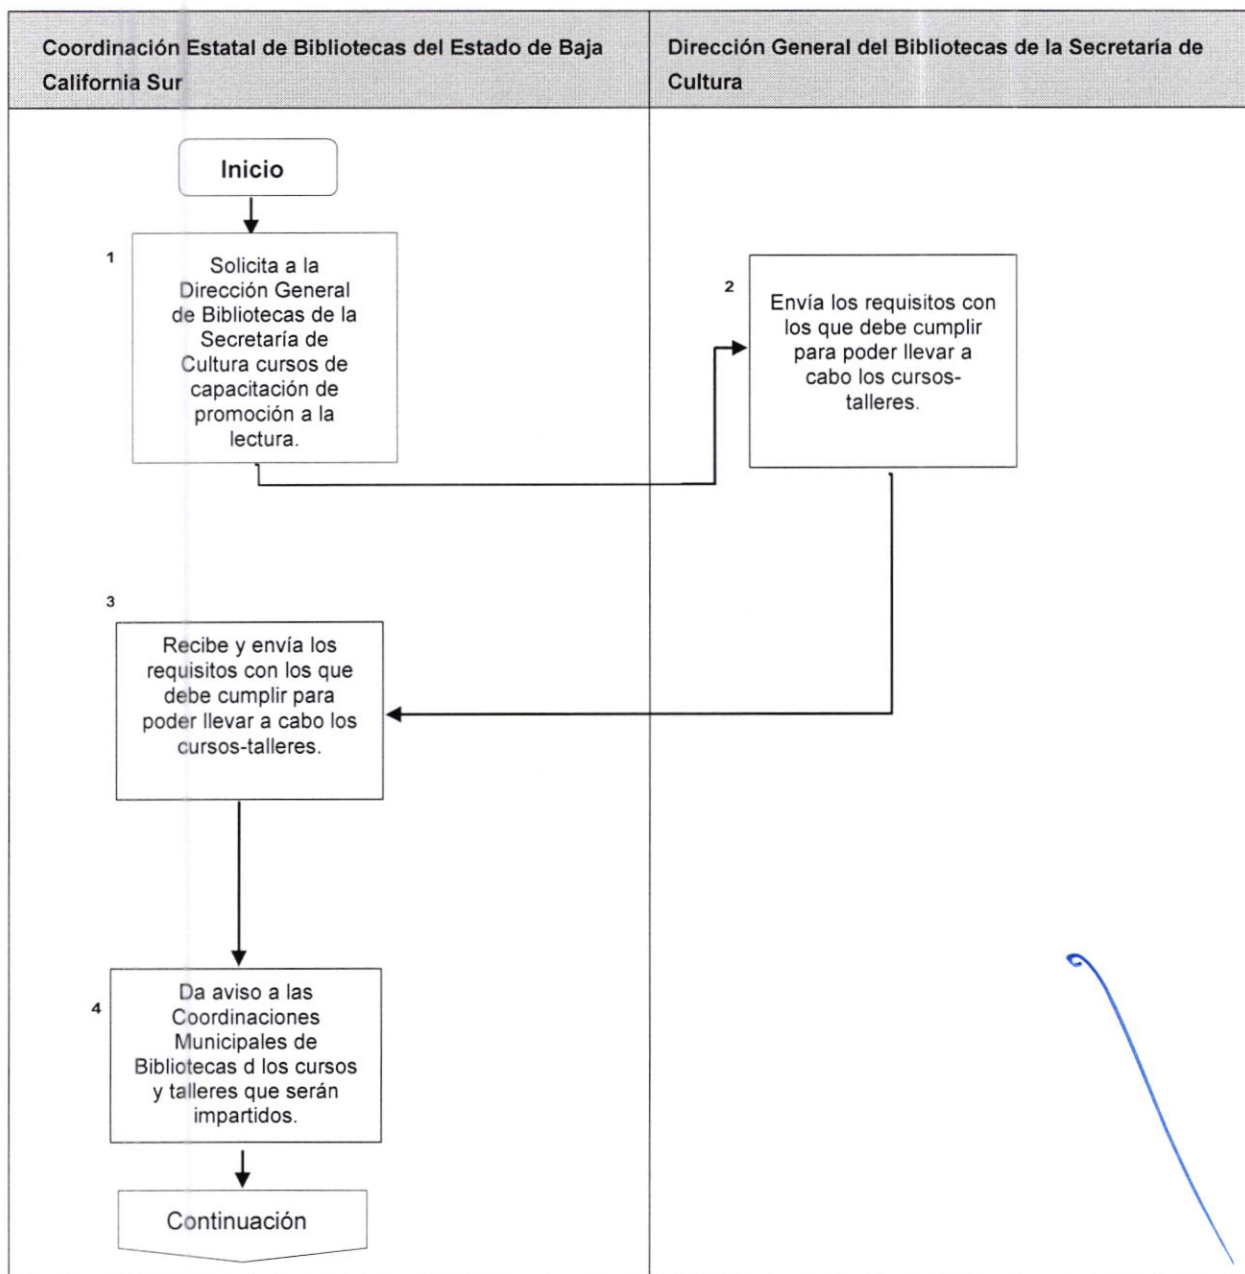 Coordinación Estatal de Bibliotecas del Estado de Baja
California Sur
Dirección General del Bibliotecas de la Secretaría de
Cultura
Inicio
1
Solicita a la
Dirección General
de Bibliotecas de la
Secretaría de
Cultura cursos de
capacitación de
promoción a la
lectura.
2
Envía los requisitos con
los que debe cumplir
para poder llevar a
cabo los cursos-
talleres.
3
Recibe y envía los
requisitos con los que
debe cumplir para
poder llevar a cabo los
cursos-talleres.
4
Da aviso a las
Coordinaciones
Municipales de
Bibliotecas d los cursos
y talleres que serán
impartidos.
Continuación